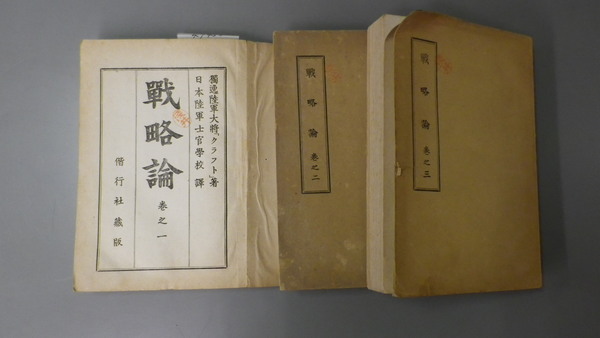 獨逸陸軍大將、クラフト著
日本陸軍士官學校譯
戰略論
卷之一
偕行社藏版
戰略論 卷之二
戰略論 卷之三